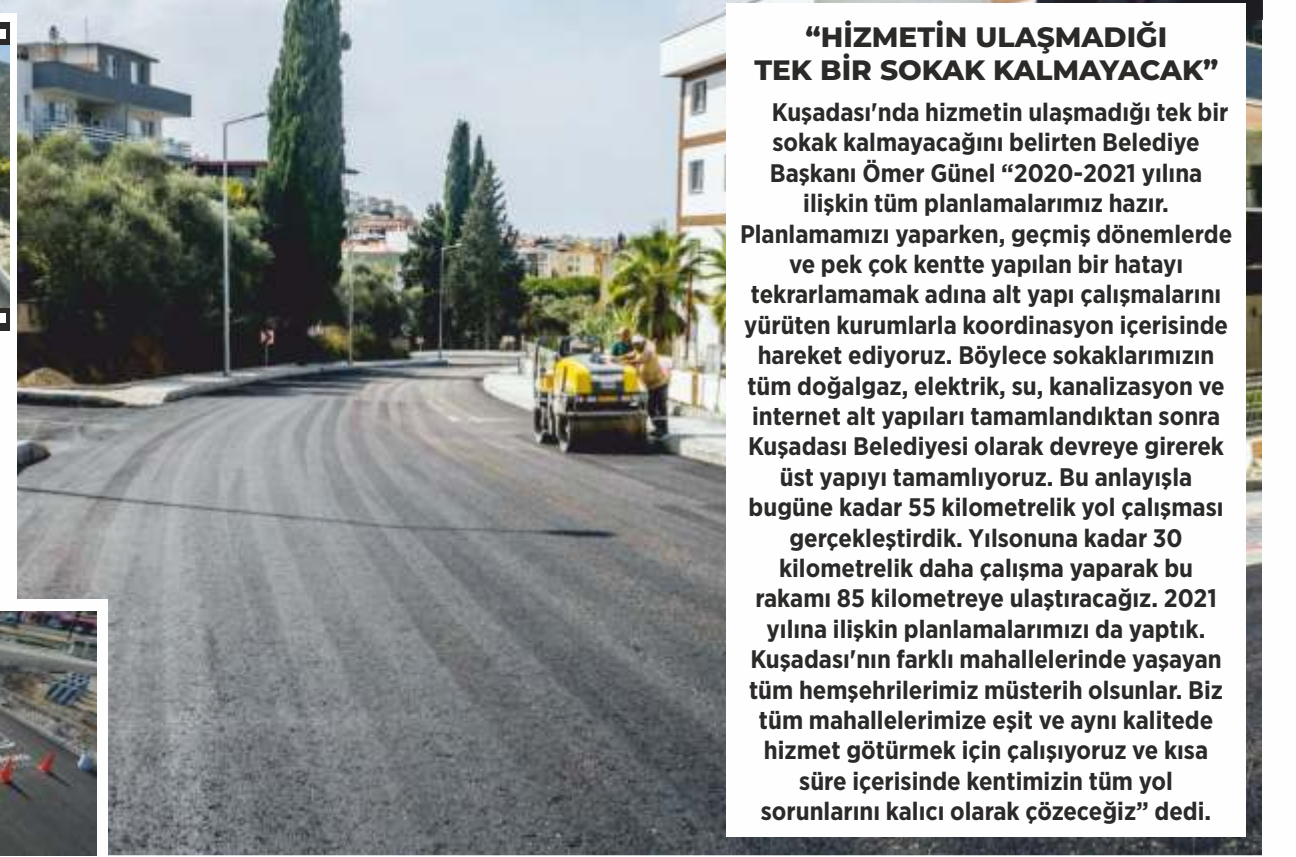 “HİZMETİN ULAŞMADIĞI
TEK BİR SOKAK KALMAYACAK”
Kuşadası'nda hizmetin ulaşmadığı tek bir
sokak kalmayacağını belirten Belediye
Başkanı Ömer Günel “2020-2021 yılına
ilişkin tüm planlamalarımız hazır.
Planlamamızı yaparken, geçmiş dönemlerde
ve pek çok kentte yapılan bir hatayı
tekrarlamamak adına alt yapı çalışmalarını
yürüten kurumlarla koordinasyon içerisinde
hareket ediyoruz. Böylece sokaklarımızın
tüm doğalgaz, elektrik, su, kanalizasyon ve
internet alt yapıları tamamlandıktan sonra
Kuşadası Belediyesi olarak devreye girerek
üst yapıyı tamamlıyoruz. Bu anlayışla
bugüne kadar 55 kilometrelik yol çalışması
gerçekleştirdik. Yılsonuna kadar 30
kilometrelik daha çalışma yaparak bu
rakamı 85 kilometreye ulaştıracağız. 2021
yılına ilişkin planlamalarımızı da yaptık.
Kuşadası'nın farklı mahallelerinde yaşayan
tüm hemşehrilerimiz müsterih olsunlar. Biz
tüm mahallelerimize eşit ve aynı kalitede
hizmet götürmek için çalışıyoruz ve kısa
süre içerisinde kentimizin tüm yol
sorunlarını kalıcı olarak çözeceğiz” dedi.